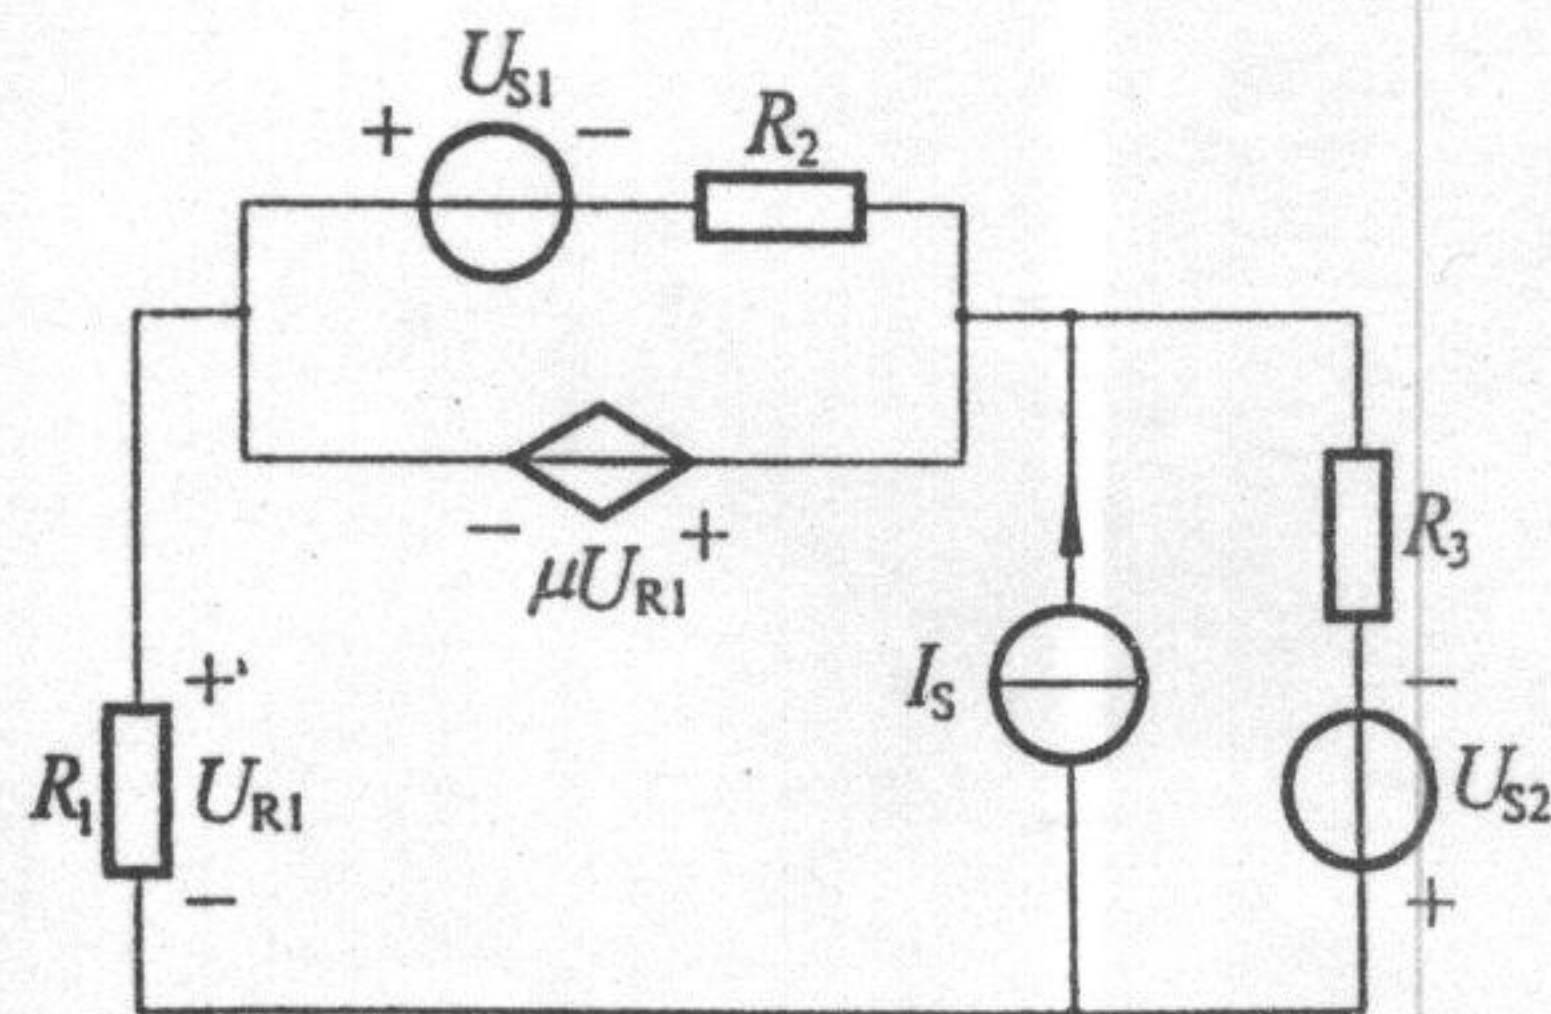 U_S1
+ −
R_2
− +
μU_R1
R_3
+
−
I_S
R_1 U_R1
U_S2
−
+